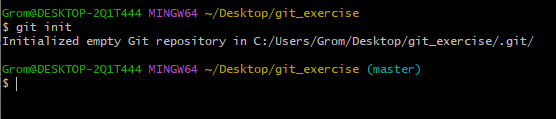 Grom@DESKTOP-2Q1T444 MINGW64 ~/Desktop/git_exercise
$ git init
Initialized empty Git repository in C:/Users/Grom/Desktop/git_exercise/.git/
Grom@DESKTOP-2Q1T444 MINGW64 ~/Desktop/git_exercise (master)
$